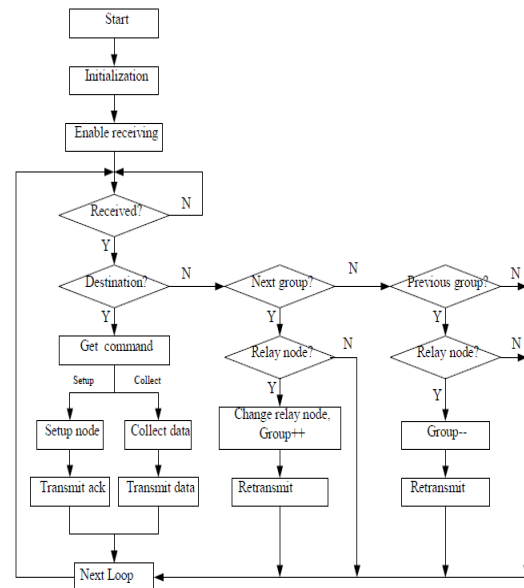 Start
Initialization
Enable receiving
Received?
N
Y
Destination?
N
Next group?
N
Previous group?
N
Y
Y
Y
Get command
Relay node?
N
Relay node?
N
Setup
Collect
Y
Y
Setup node
Collect data
Change relay node,
Group++
Group--
Transmit ack
Transmit data
Retransmit
Retransmit
Next Loop